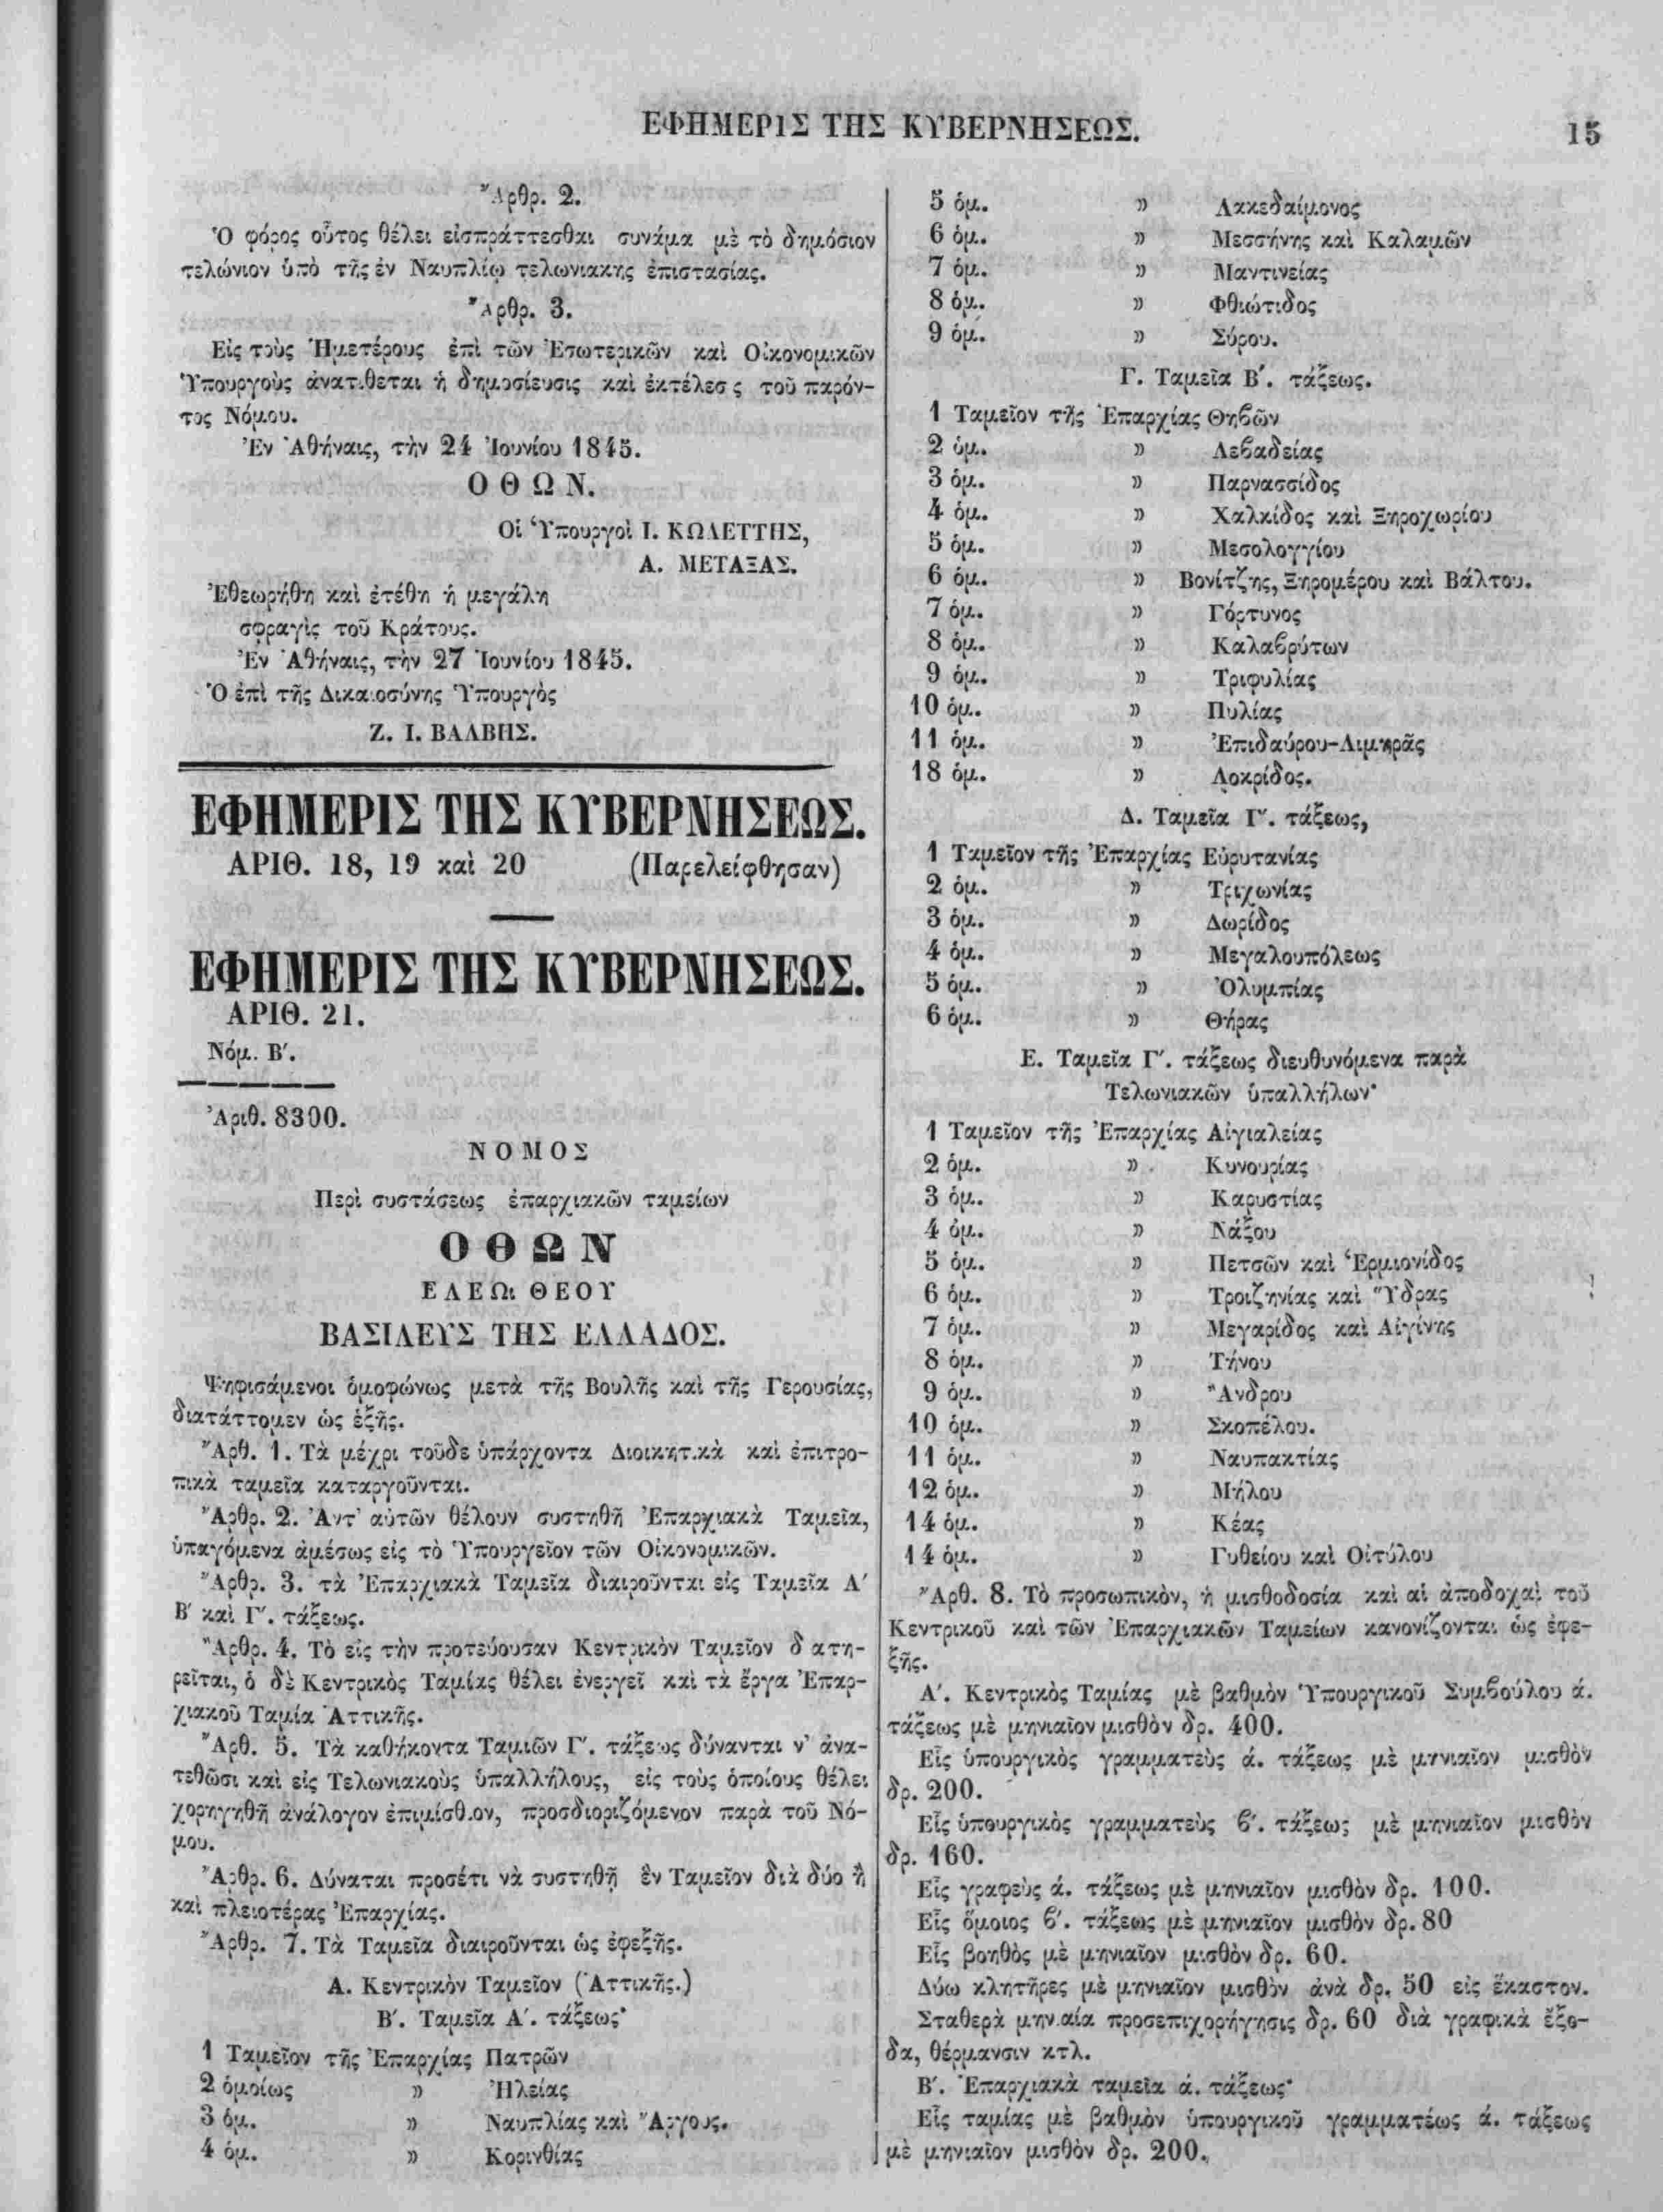 ΕΦΗΜΕΡΙΣ ΤΗΣ ΚΥΒΕΡΝΗΣΕΩΣ.
15
Ἄρθρ. 2.
Ὁ φόρος οὗτος θέλει εἰσπράττεσθαι συνάμα μὲ τὸ δημόσιον
τελώνιον ὑπὸ τῆς ἐν Ναυπλίῳ τελωνιακῆς ἐπιστασίας.
Ἄρθρ. 3.
Εἰς τοὺς Ἡμετέρους ἐπὶ τῶν Ἐσωτερικῶν καὶ Οἰκονομικῶν
Ὑπουργοὺς ἀνατίθεται ἡ δημοσίευσις καὶ ἐκτέλεσ ς τοῦ παρόν-
τος Νόμου.
Ἐν Ἀθήναις, τὴν 24 Ἰουνίου 1845.
Ο Θ Ω Ν.
Οἱ Ὑπουργοὶ Ι. ΚΩΛΕΤΤΗΣ,
Α. ΜΕΤΑΞΑΣ.
Ἐθεωρήθη καὶ ἐτέθη ἡ μεγάλη
σφραγὶς τοῦ Κράτους.
Ἐν Ἀθήναις, τὴν 27 Ἰουνίου 1845.
Ὁ ἐπὶ τῆς Δικαιοσύνης Ὑπουργὸς
Ζ. Ι. ΒΑΛΒΗΣ.
ΕΦΗΜΕΡΙΣ ΤΗΣ ΚΥΒΕΡΝΗΣΕΩΣ.
ΑΡΙΘ. 18, 19 καὶ 20 (Παρελείφθησαν)
ΕΦΗΜΕΡΙΣ ΤΗΣ ΚΥΒΕΡΝΗΣΕΩΣ.
ΑΡΙΘ. 21.
Νόμ. Β'.
Ἀριθ. 8300.
Ν Ο Μ Ο Σ
Περὶ συστάσεως ἐπαρχιακῶν ταμείων
Ο Θ Ω Ν
ΕΛΕΩι ΘΕΟΥ
ΒΑΣΙΛΕΥΣ ΤΗΣ ΕΛΛΑΔΟΣ.
Ψηφισάμενοι ὁμοφώνως μετὰ τῆς Βουλῆς καὶ τῆς Γερουσίας,
διατάττομεν ὡς ἑξῆς.
Ἄρθ. 1. Τὰ μέχρι τοῦδε ὑπάρχοντα Διοικητικὰ καὶ ἐπιτρο-
πικὰ ταμεῖα καταργοῦνται.
Ἄρθρ. 2. Ἀντ' αὐτῶν θέλουν συστηθῆ Ἐπαρχιακὰ Ταμεῖα,
ὑπαγόμενα ἀμέσως εἰς τὸ Ὑπουργεῖον τῶν Οἰκονομικῶν.
Ἄρθρ. 3. τὰ Ἐπαρχιακὰ Ταμεῖα διαιροῦνται εἰς Ταμεῖα Α'
Β' καὶ Γ'. τάξεως.
Ἄρθρ. 4. Τὸ εἰς τὴν πρωτεύουσαν Κεντρικὸν Ταμεῖον δ ατη-
ρεῖται, ὁ δὲ Κεντρικὸς Ταμίας θέλει ἐνεργεῖ καὶ τὰ ἔργα Ἐπαρ-
χιακοῦ Ταμία Ἀττικῆς.
Ἄρθ. 5. Τὰ καθήκοντα Ταμιῶν Γ'. τάξεως δύνανται ν' ἀνα-
τεθῶσι καὶ εἰς Τελωνιακοὺς ὑπαλλήλους, εἰς τοὺς ὁποίους θέλει
χορηγηθῆ ἀνάλογον ἐπιμίσθιον, προσδιοριζόμενον παρὰ τοῦ Νό-
μου.
Ἄρθρ. 6. Δύναται προσέτι νὰ συστηθῇ ἓν Ταμεῖον διὰ δύο ἢ
καὶ πλειοτέρας Ἐπαρχίας.
Ἄρθρ. 7. Τὰ Ταμεῖα διαιροῦνται ὡς ἐφεξῆς.
Α. Κεντρικὸν Ταμεῖον (Ἀττικῆς.)
Β'. Ταμεῖα Α'. τάξεως·
1 Ταμεῖον τῆς Ἐπαρχίας Πατρῶν
2 ὁμοίως » Ἠλείας
3 ὁμ. » Ναυπλίας καὶ Ἄργους.
4 ὁμ. » Κορινθίας
5 ὁμ. » Λακεδαίμονος
6 ὁμ. » Μεσσήνης καὶ Καλαμῶν
7 ὁμ. » Μαντινείας
8 ὁμ. » Φθιώτιδος
9 ὁμ. » Σύρου.
Γ. Ταμεῖα Β'. τάξεως.
1 Ταμεῖον τῆς Ἐπαρχίας Θηβῶν
2 ὁμ. » Λεβαδείας
3 ὁμ. » Παρνασσίδος
4 ὁμ. » Χαλκίδος καὶ Ξηροχωρίου
5 ὁμ. » Μεσολογγίου
6 ὁμ. » Βονίτζης, Ξηρομέρου καὶ Βάλτου.
7 ὁμ. » Γόρτυνος
8 ὁμ. » Καλαβρύτων
9 ὁμ. » Τριφυλίας
10 ὁμ. » Πυλίας
11 ὁμ. » Ἐπιδαύρου-Λιμηρᾶς
18 ὁμ. » Λοκρίδος.
Δ. Ταμεῖα Γ'. τάξεως,
1 Ταμεῖον τῆς Ἐπαρχίας Εὐρυτανίας
2 ὁμ. » Τριχωνίας
3 ὁμ. » Δωρίδος
4 ὁμ. » Μεγαλουπόλεως
5 ὁμ. » Ὀλυμπίας
6 ὁμ. » Θήρας
Ε. Ταμεῖα Γ'. τάξεως διευθυνόμενα παρὰ
Τελωνιακῶν ὑπαλλήλων·
1 Ταμεῖον τῆς Ἐπαρχίας Αἰγιαλείας
2 ὁμ. » Κυνουρίας
3 ὁμ. » Καρυστίας
4 ὁμ. » Νάξου
5 ὁμ. » Πετσῶν καὶ Ἑρμιονίδος
6 ὁμ. » Τροιζηνίας καὶ Ὕδρας
7 ὁμ. » Μεγαρίδος καὶ Αἰγίνης
8 ὁμ. » Τήνου
9 ὁμ. » Ἄνδρου
10 ὁμ. » Σκοπέλου.
11 ὁμ. » Ναυπακτίας
12 ὁμ. » Μήλου
14 ὁμ. » Κέας
14 ὁμ. » Γυθείου καὶ Οἰτύλου
Ἄρθ. 8. Τὸ προσωπικὸν, ἡ μισθοδοσία καὶ αἱ ἀποδοχαὶ τοῦ
Κεντρικοῦ καὶ τῶν Ἐπαρχιακῶν Ταμείων κανονίζονται ὡς ἐφε-
ξῆς.
Α'. Κεντρικὸς Ταμίας μὲ βαθμὸν Ὑπουργικοῦ Συμβούλου ά.
τάξεως μὲ μηνιαῖον μισθὸν δρ. 400.
Εἷς ὑπουργικὸς γραμματεὺς ά. τάξεως μὲ μηνιαῖον μισθὸν
δρ. 200.
Εἷς ὑπουργικὸς γραμματεὺς β'. τάξεως μὲ μηνιαῖον μισθὸν
δρ. 160.
Εἷς γραφεὺς ά. τάξεως μὲ μηνιαῖον μισθὸν δρ. 100.
Εἷς ὅμοιος β'. τάξεως μὲ μηνιαῖον μισθὸν δρ. 80
Εἷς βοηθὸς μὲ μηνιαῖον μισθὸν δρ. 60.
Δύω κλητῆρες μὲ μηνιαῖον μισθὸν ἀνὰ δρ. 50 εἰς ἕκαστον.
Σταθερὰ μηνιαία προσεπιχορήγησις δρ. 60 διὰ γραφικὰ ἔξο-
δα, θέρμανσιν κτλ.
Β'. Ἐπαρχιακὰ ταμεῖα ά. τάξεως·
Εἷς ταμίας μὲ βαθμὸν ὑπουργικοῦ γραμματέως ά. τάξεως
μὲ μηνιαῖον μισθὸν δρ. 200.